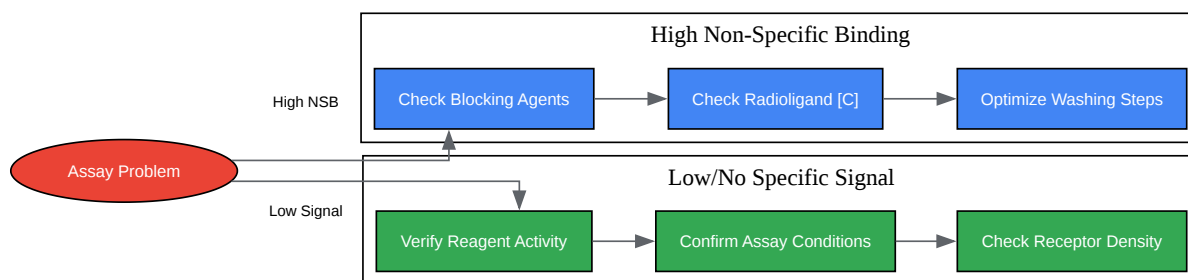 High Non-Specific Binding
High NSB
Check Blocking Agents
Check Radioligand [C]
Optimize Washing Steps
Assay Problem
Low/No Specific Signal
Low Signal
Verify Reagent Activity
Confirm Assay Conditions
Check Receptor Density